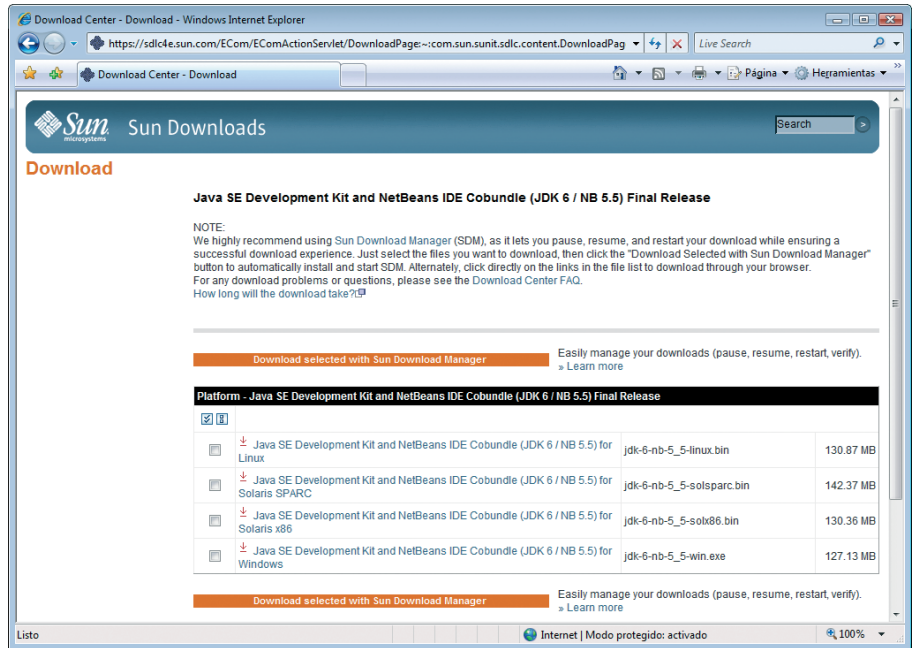 Download Center - Download - Windows Internet Explorer
https://sdlc4e.sun.com/ECom/EComActionServlet/DownloadPage:~:com.sun.sunit.sdlc.content.DownloadPag
Live Search
Download Center - Download
Página
Herramientas
Sun
microsystems
Sun Downloads
Search
Download
Java SE Development Kit and NetBeans IDE Cobundle (JDK 6 / NB 5.5) Final Release
NOTE:
We highly recommend using Sun Download Manager (SDM), as it lets you pause, resume, and restart your download while ensuring a
successful download experience. Just select the files you want to download, then click the "Download Selected with Sun Download Manager"
button to automatically install and start SDM. Alternately, click directly on the links in the file list to download through your browser.
For any download problems or questions, please see the Download Center FAQ.
How long will the download take?
Download selected with Sun Download Manager
Easily manage your downloads (pause, resume, restart, verify).
» Learn more
Platform - Java SE Development Kit and NetBeans IDE Cobundle (JDK 6 / NB 5.5) Final Release
Java SE Development Kit and NetBeans IDE Cobundle (JDK 6 / NB 5.5) for
Linux
jdk-6-nb-5_5-linux.bin
130.87 MB
Java SE Development Kit and NetBeans IDE Cobundle (JDK 6 / NB 5.5) for
Solaris SPARC
jdk-6-nb-5_5-solsparc.bin
142.37 MB
Java SE Development Kit and NetBeans IDE Cobundle (JDK 6 / NB 5.5) for
Solaris x86
jdk-6-nb-5_5-solx86.bin
130.36 MB
Java SE Development Kit and NetBeans IDE Cobundle (JDK 6 / NB 5.5) for
Windows
jdk-6-nb-5_5-win.exe
127.13 MB
Download selected with Sun Download Manager
Easily manage your downloads (pause, resume, restart, verify).
» Learn more
Listo
Internet | Modo protegido: activado
100%